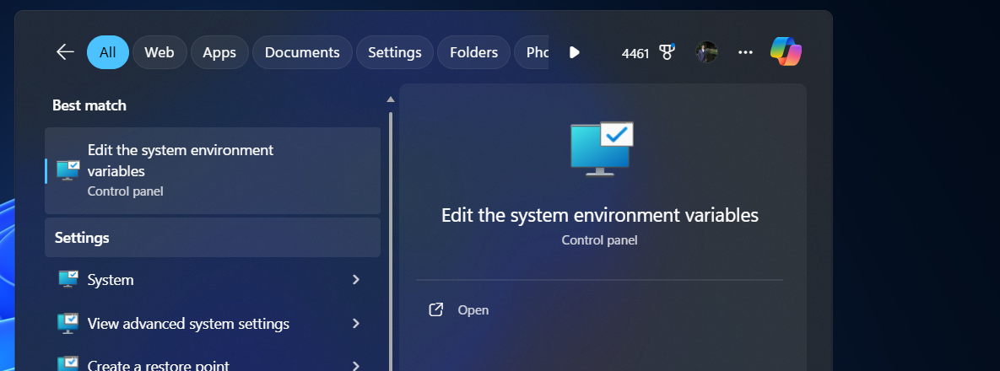 All Web Apps Documents Settings Folders Pho 4461
Best match
Edit the system environment
variables
Control panel
Settings
System
View advanced system settings
Create a restore point
Edit the system environment variables
Control panel
Open